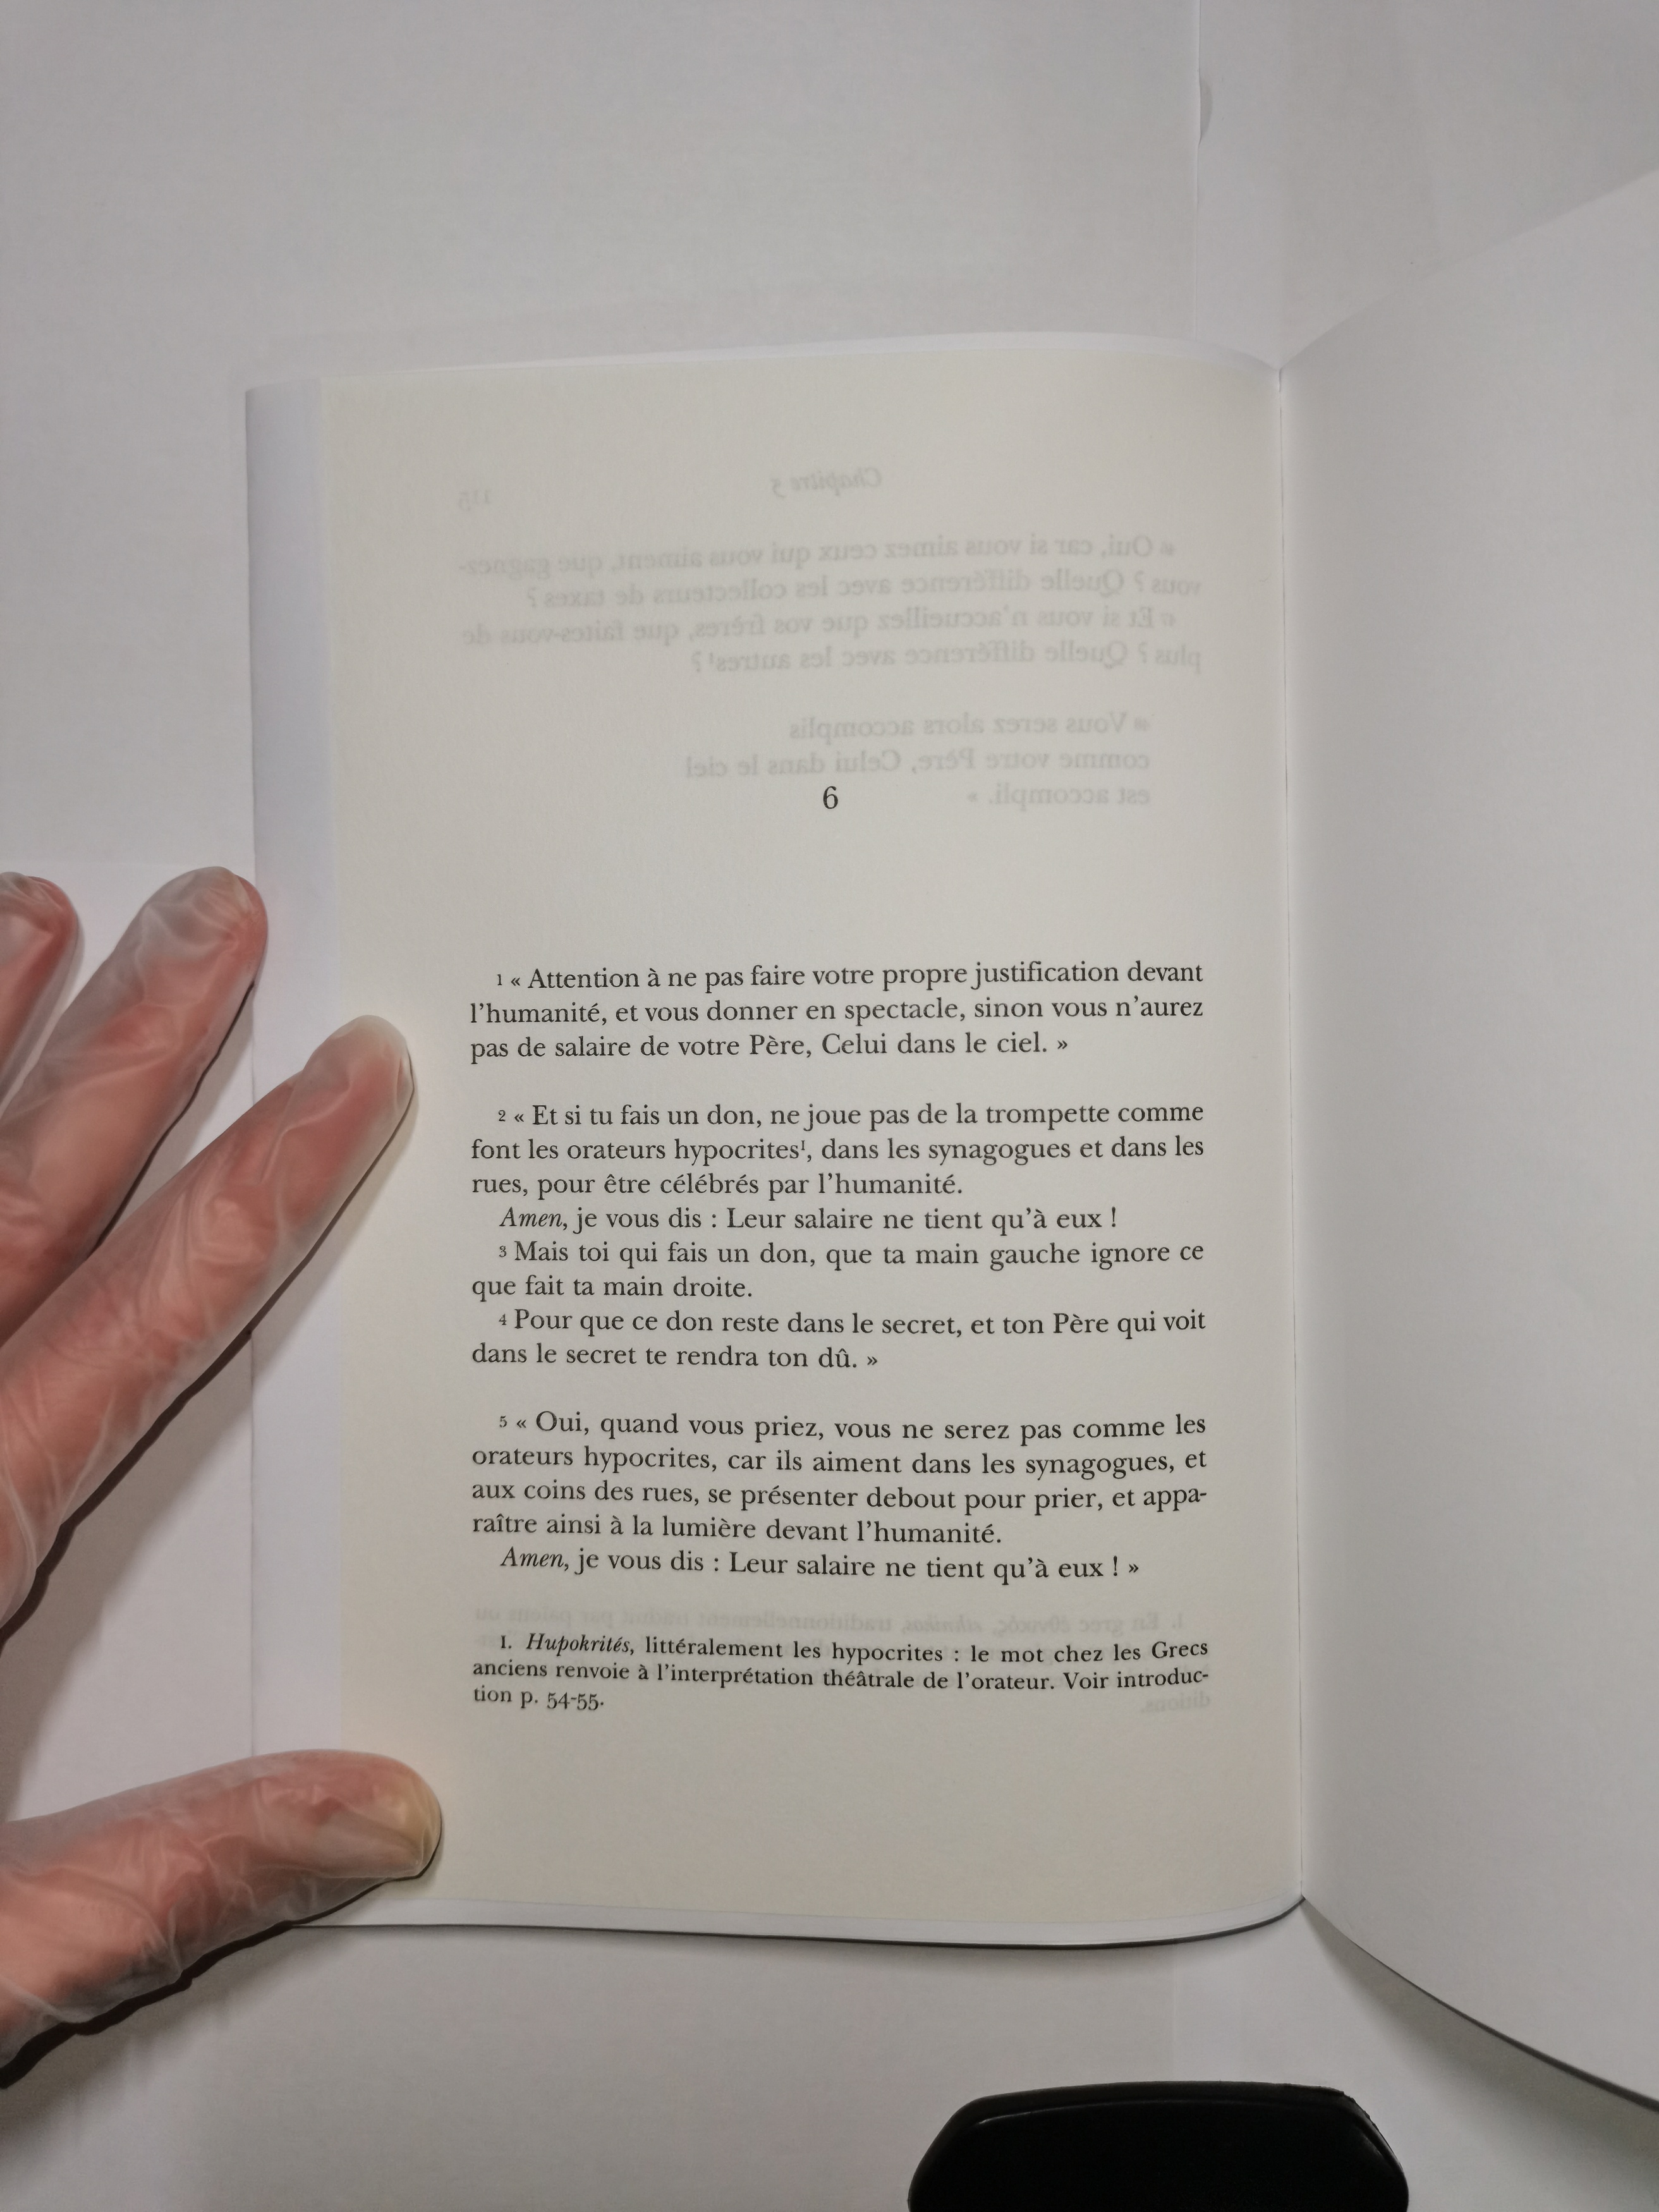 6
1 « Attention à ne pas faire votre propre justification devant
l'humanité, et vous donner en spectacle, sinon vous n'aurez
pas de salaire de votre Père, Celui dans le ciel. »
2 « Et si tu fais un don, ne joue pas de la trompette comme
font les orateurs hypocrites¹, dans les synagogues et dans les
rues, pour être célébrés par l'humanité.
Amen, je vous dis : Leur salaire ne tient qu'à eux !
3 Mais toi qui fais un don, que ta main gauche ignore ce
que fait ta main droite.
4 Pour que ce don reste dans le secret, et ton Père qui voit
dans le secret te rendra ton dû. »
5 « Oui, quand vous priez, vous ne serez pas comme les
orateurs hypocrites, car ils aiment dans les synagogues, et
aux coins des rues, se présenter debout pour prier, et appa-
raître ainsi à la lumière devant l'humanité.
Amen, je vous dis : Leur salaire ne tient qu'à eux ! »
1. Hupokrités, littéralement les hypocrites : le mot chez les Grecs
anciens renvoie à l'interprétation théâtrale de l'orateur. Voir introduc-
tion p. 54-55.